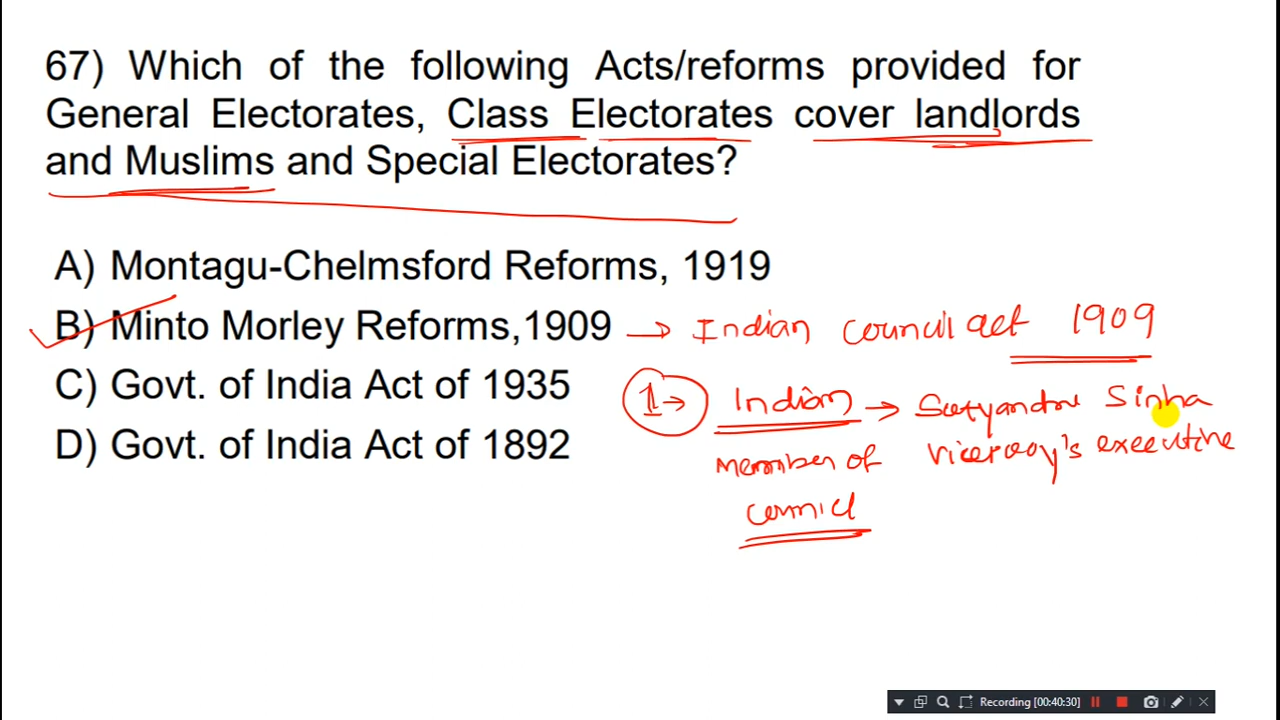 67) Which of the following Acts/reforms provided for
General Electorates, Class Electorates cover landlords
and Muslims and Special Electorates?
A) Montagu-Chelmsford Reforms, 1919
B) Minto Morley Reforms,1909 → Indian Council act 1909
C) Govt. of India Act of 1935
1→ Indian → Satyandra Sinha
D) Govt. of India Act of 1892
member of viceroy's executive
council
Recording [00:40:30]